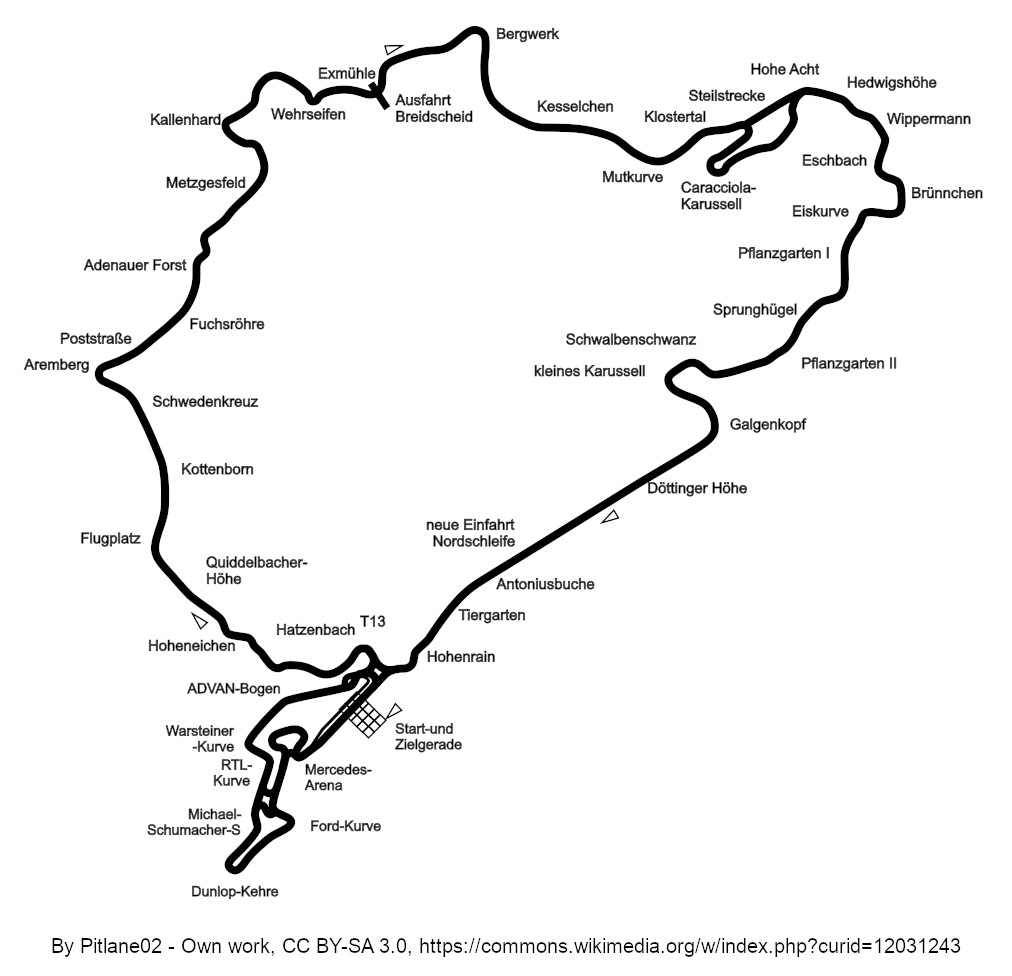 Bergwerk
Exmühle
Hohe Acht
Hedwigshöhe
Steilstrecke
Ausfahrt
Breidscheid
Kesselchen
Wehrseifen
Kallenhard
Klostertal
Wippermann
Eschbach
Mutkurve
Metzgesfeld
Caracciola-
Karussell
Brünnchen
Eiskurve
Pflanzgarten I
Adenauer Forst
Sprunghügel
Fuchsröhre
Poststraße
Schwalbenschwanz
Aremberg
kleines Karussell
Pflanzgarten II
Schwedenkreuz
Galgenkopf
Kottenborn
Döttinger Höhe
neue Einfahrt
Nordschleife
Flugplatz
Quiddelbacher-
Höhe
Antoniusbuche
Tiergarten
T13
Hatzenbach
Hoheneichen
Hohenrain
ADVAN-Bogen
Warsteiner
-Kurve
Start-und
Zielgerade
RTL-
Kurve
Mercedes-
Arena
Michael-
Schumacher-S
Ford-Kurve
Dunlop-Kehre
By Pitlane02 - Own work, CC BY-SA 3.0, https://commons.wikimedia.org/w/index.php?curid=12031243